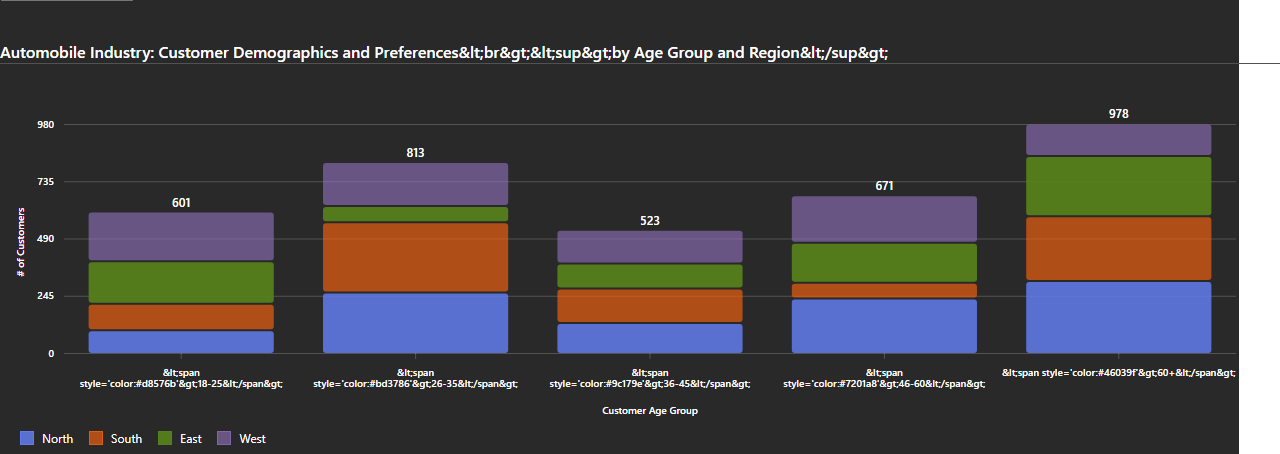 Automobile Industry: Customer Demographics and Preferences&lt;br&gt;&lt;sup&gt;by Age Group and Region&lt;/sup&gt;
978
980
813
735
671
601
523
490
245
0
# of Customers
&lt;span
style='color:#d8576b'&gt;18-25&lt;/span&gt;
&lt;span
style='color:#bd3786'&gt;26-35&lt;/span&gt;
&lt;span
style='color:#9c179e'&gt;36-45&lt;/span&gt;
&lt;span
style='color:#7201a8'&gt;46-60&lt;/span&gt;
&lt;span style='color:#46039f'&gt;60+&lt;/span&gt;
Customer Age Group
North South East West